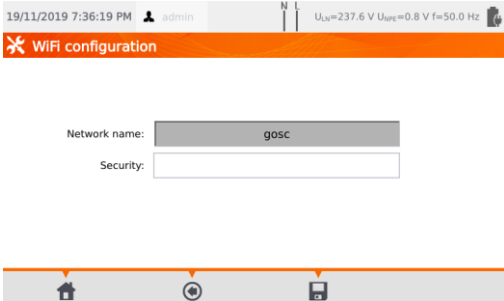 19/11/2019 7:36:19 PM admin N L ULN=237.6 V UNPE=0.8 V f=50.0 Hz
WiFi configuration
Network name: gosc
Security: